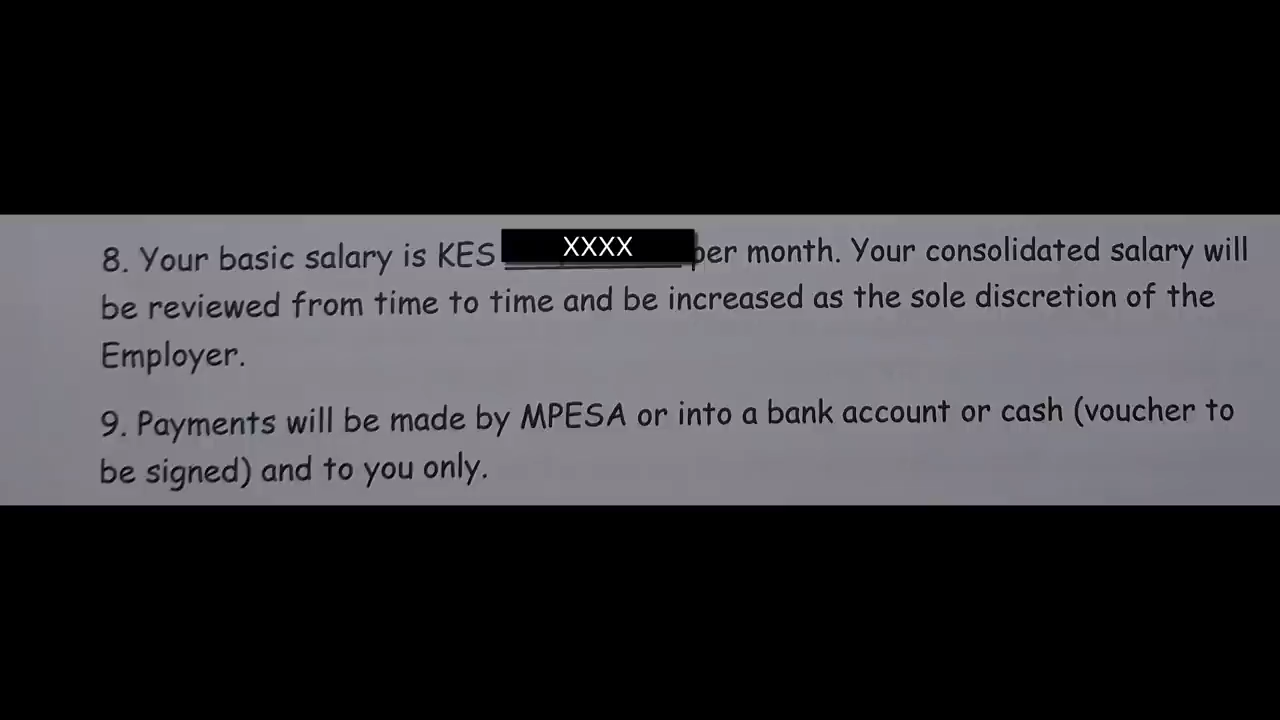 8. Your basic salary is KES XXXX per month. Your consolidated salary will
be reviewed from time to time and be increased as the sole discretion of the
Employer.
9. Payments will be made by MPESA or into a bank account or cash (voucher to
be signed) and to you only.